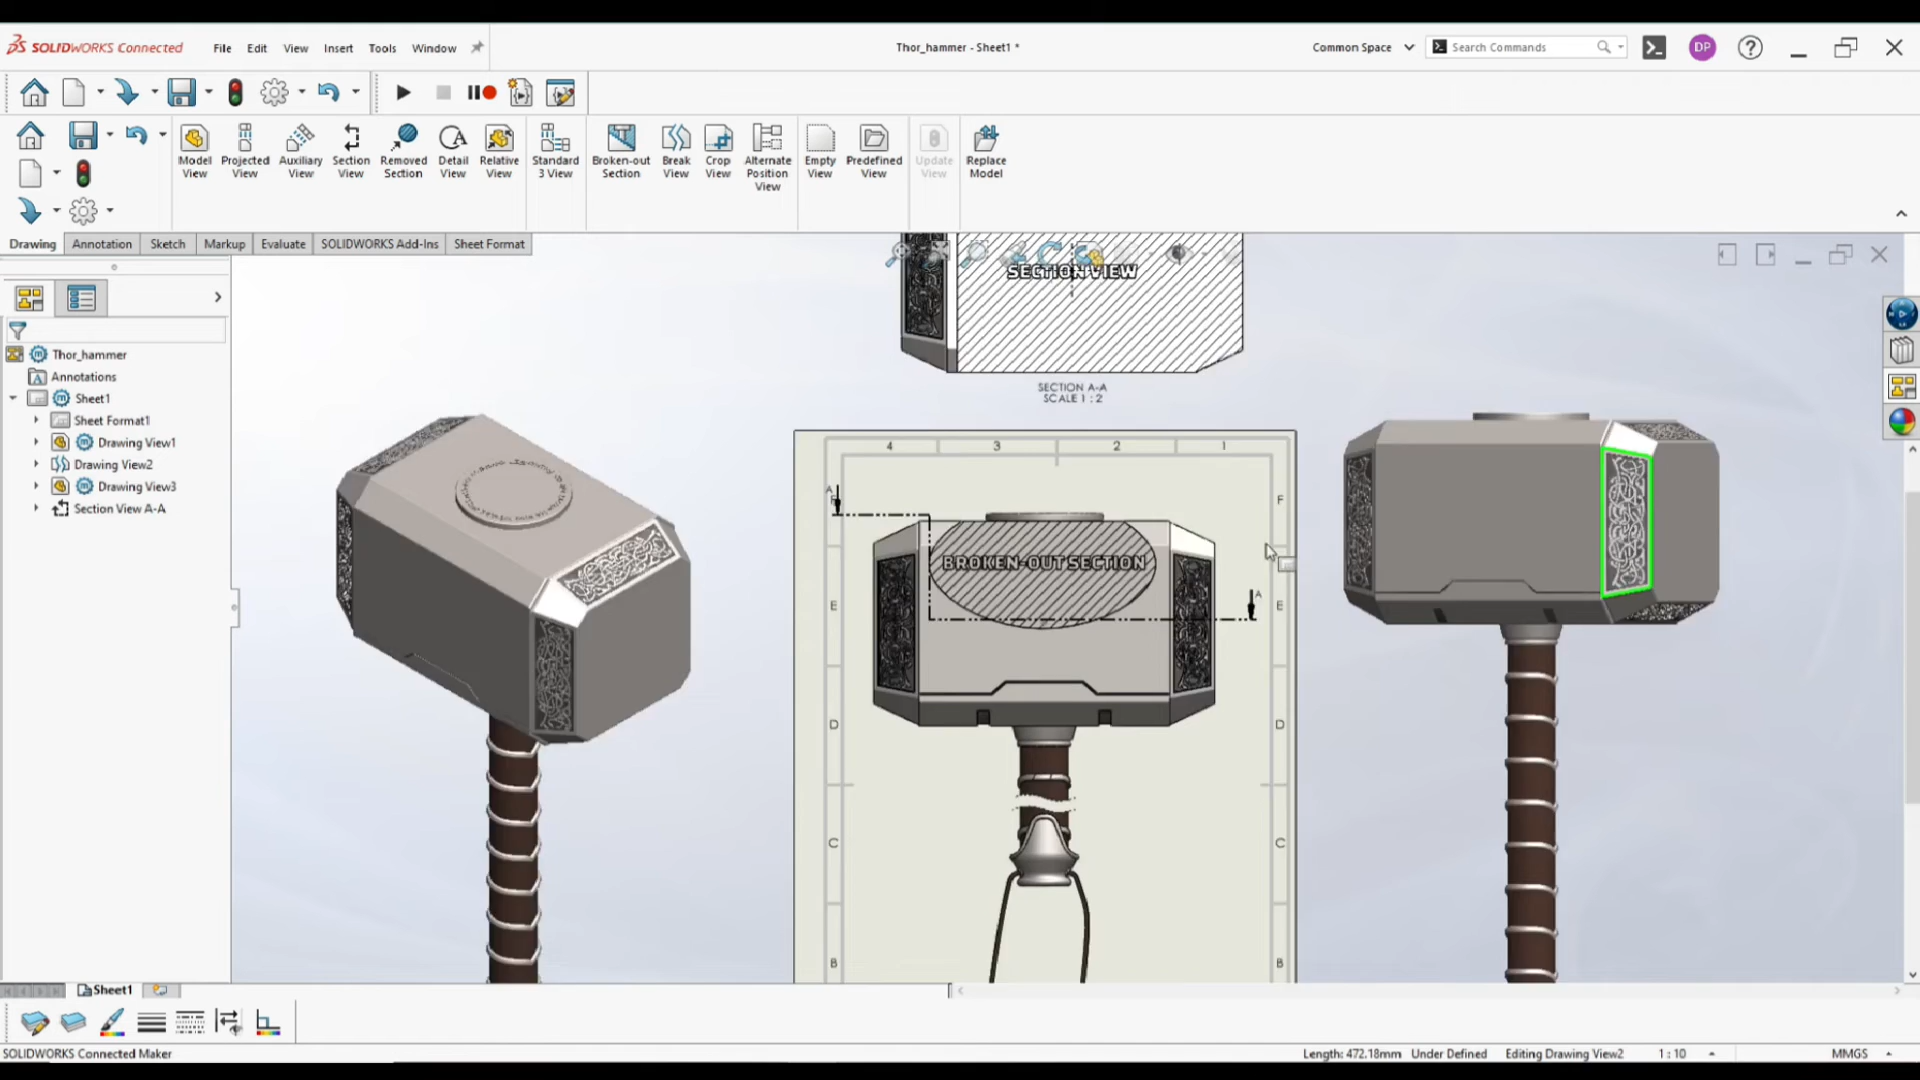 SOLIDWORKS Connected
File Edit View Insert Tools Window
Thor_hammer - Sheet1 *
Common Space
Search Commands
DP
Model View
Projected View
Auxiliary View
Section View
Removed Section
Detail View
Relative View
Standard 3 View
Broken-out Section
Break View
Crop View
Alternate Position View
Empty View
Predefined View
Update View
Replace Model
Drawing Annotation Sketch Markup Evaluate SOLIDWORKS Add-Ins Sheet Format
Thor_hammer
Annotations
Sheet1
Sheet Format1
Drawing View1
Drawing View2
Drawing View3
Section View A-A
SECTION VIEW
SECTION A-A
SCALE 1 : 2
4 3 2 1
A
F F
BROKEN-OUT SECTION
A
E E
D D
C C
B B
Sheet1
SOLIDWORKS Connected Maker
Length: 472.18mm Under Defined Editing Drawing View2 1 : 10 MMGS